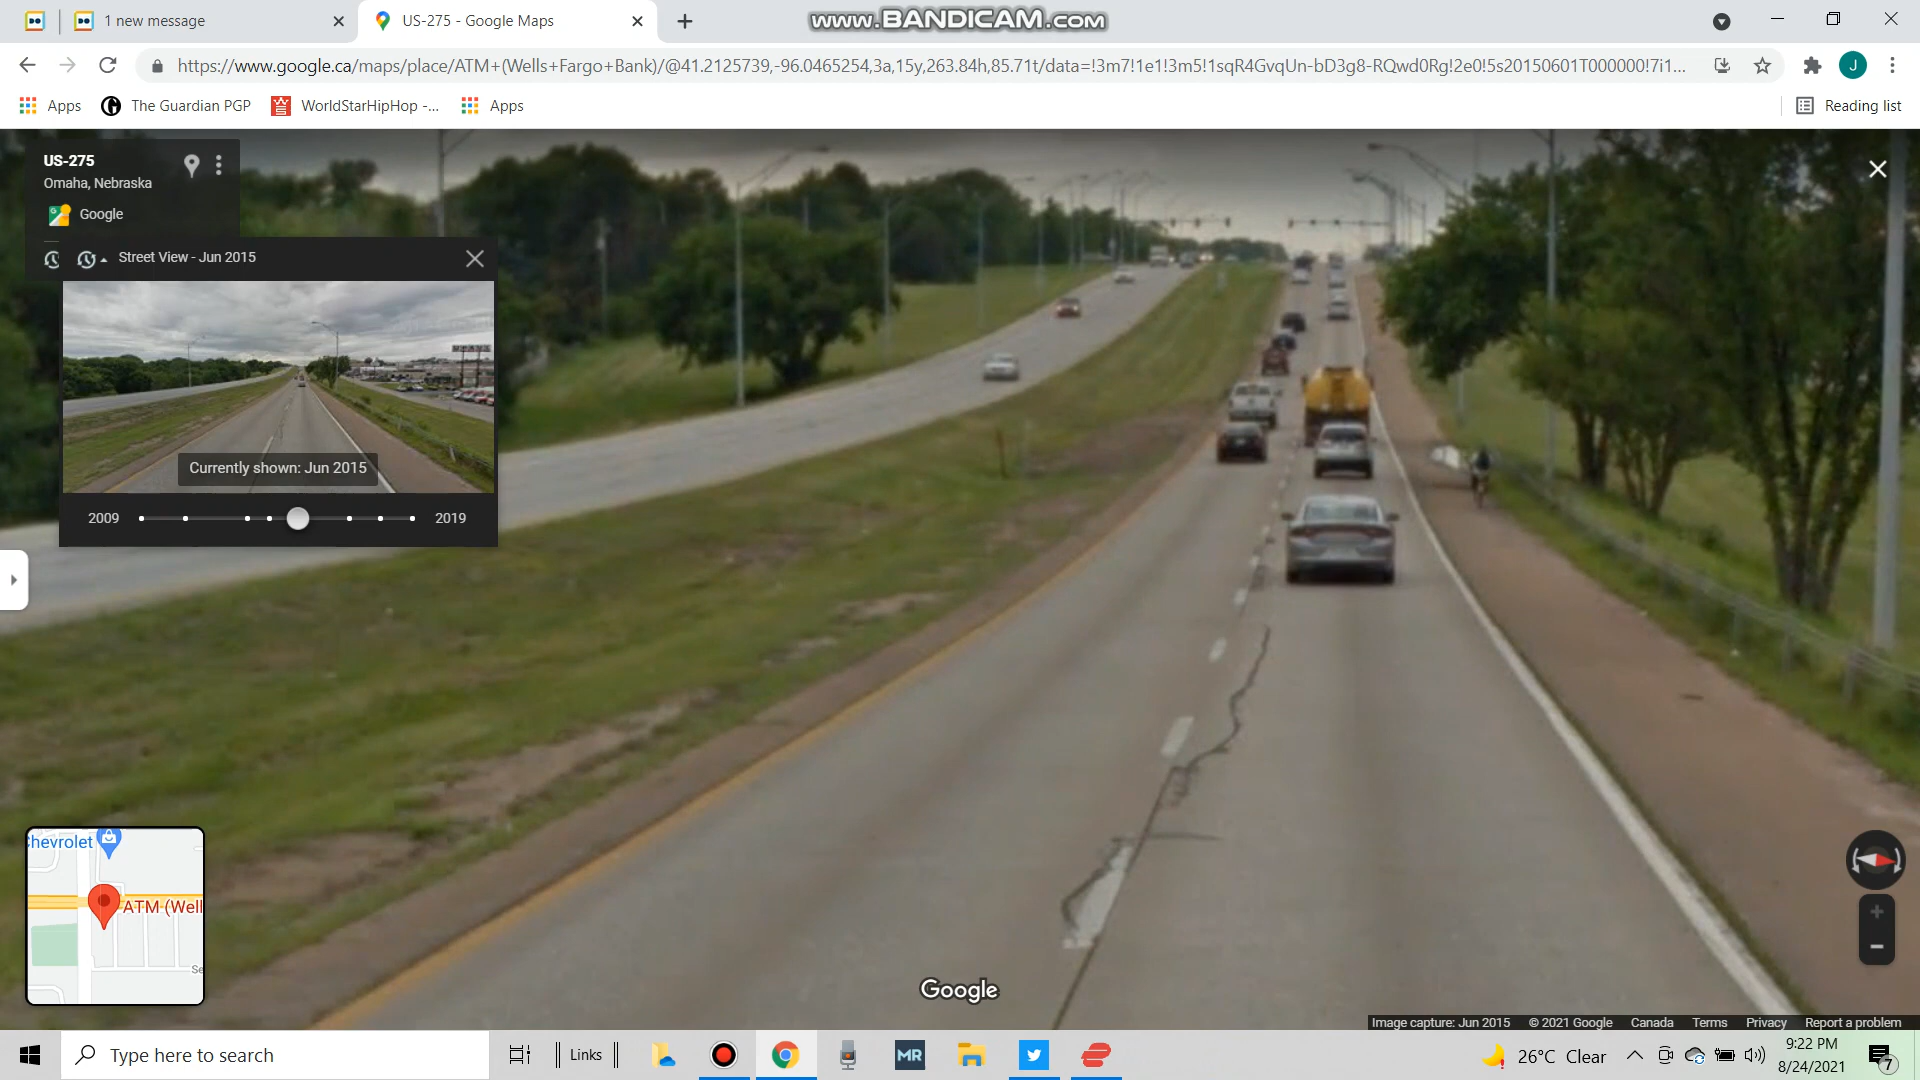 1 new message
US-275 - Google Maps
www.BANDICAM.com
https://www.google.ca/maps/place/ATM+(Wells+Fargo+Bank)/@41.2125739,-96.0465254,3a,15y,263.84h,85.71t/data=!3m7!1e1!3m5!1sqR4GvqUn-bD3g8-RQwd0Rg!2e0!5s20150601T000000!7i1...
J
Apps
The Guardian PGP
WorldStarHipHop -...
Apps
Reading list
US-275
Omaha, Nebraska
Google
Street View - Jun 2015
Currently shown: Jun 2015
2009
2019
Chevrolet
ATM (Well
Se
Google
Image capture: Jun 2015 © 2021 Google Canada Terms Privacy Report a problem
Type here to search
Links
MR
26°C Clear
9:22 PM
8/24/2021
7